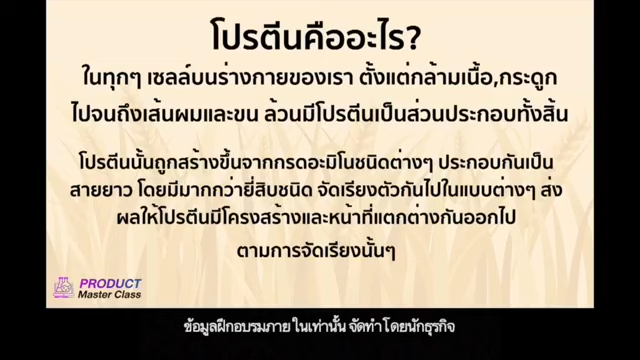 โปรตีนคืออะไร?
ในทุกๆ เซลล์บนร่างกายของเรา ตั้งแต่กล้ามเนื้อ,กระดูก
ไปจนถึงเส้นผมและขน ล้วนมีโปรตีนเป็นส่วนประกอบทั้งสิ้น
โปรตีนนั้นถูกสร้างขึ้นจากกรดอะมิโนชนิดต่างๆ ประกอบกันเป็น
สายยาว โดยมีมากกว่ายี่สิบชนิด จัดเรียงตัวกันไปในแบบต่างๆ ส่ง
ผลให้โปรตีนมีโครงสร้างและหน้าที่แตกต่างกันออกไป
ตามการจัดเรียงนั้นๆ
PRODUCT
Master Class
ข้อมูลฝึกอบรมภาย ในเท่านั้น จัดทำโดยนักธุรกิจ